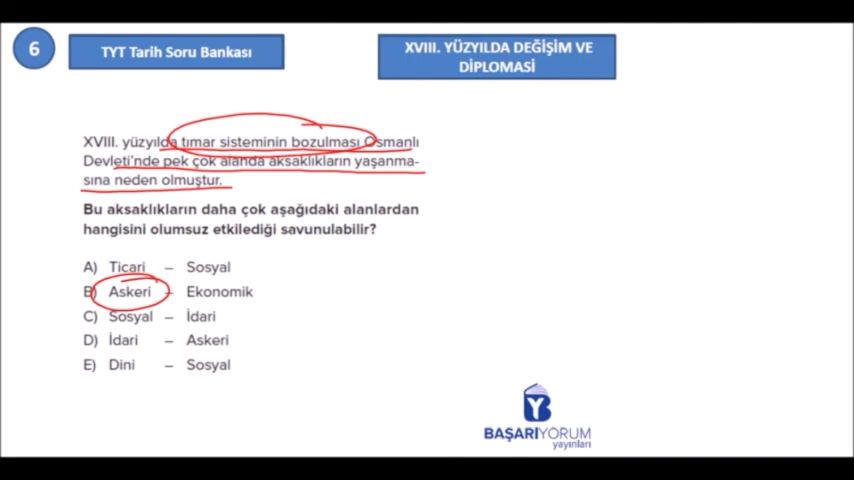 6
TYT Tarih Soru Bankası
XVIII. YÜZYILDA DEĞİŞİM VE
DİPLOMASİ
XVIII. yüzyılda tımar sisteminin bozulması Osmanlı
Devleti'nde pek çok alanda aksaklıkların yaşanma-
sına neden olmuştur.
Bu aksaklıkların daha çok aşağıdaki alanlardan
hangisini olumsuz etkilediği savunulabilir?
A) Ticari – Sosyal
B) Askeri – Ekonomik
C) Sosyal – İdari
D) İdari – Askeri
E) Dini – Sosyal
BAŞARIYORUM
yayınları